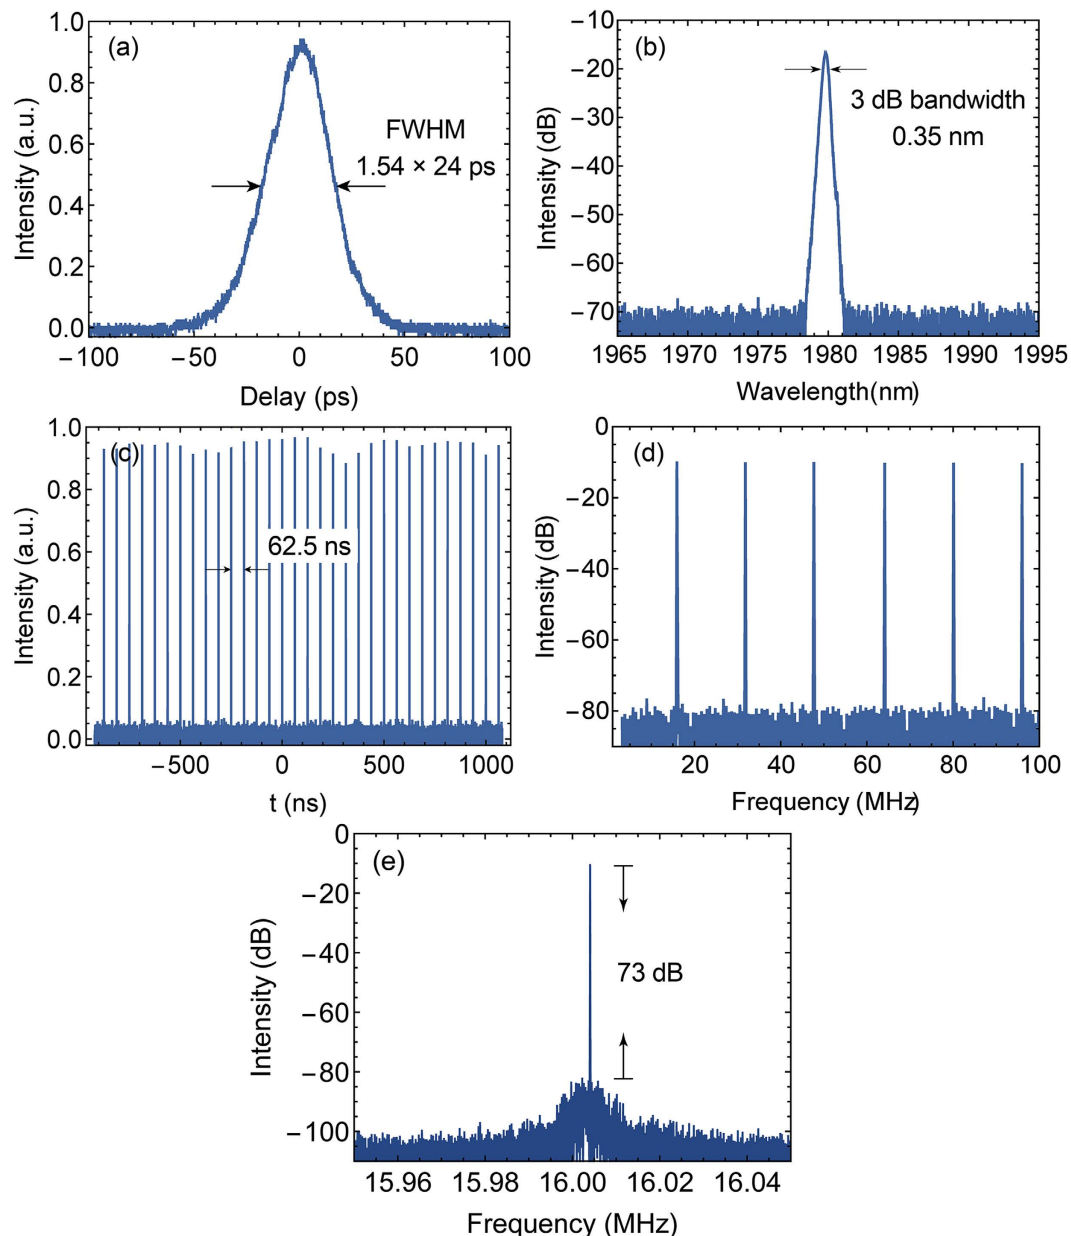 (a)
FWHM
1.54 × 24 ps
Intensity (a.u.)
1.0
0.8
0.6
0.4
0.2
0.0
−100
−50
0
50
100
Delay (ps)
(b)
3 dB bandwidth
0.35 nm
Intensity (dB)
−10
−20
−30
−40
−50
−60
−70
1965
1970
1975
1980
1985
1990
1995
Wavelength(nm)
(c)
62.5 ns
Intensity (a.u.)
1.0
0.8
0.6
0.4
0.2
0.0
−500
0
500
1000
t (ns)
(d)
Intensity (dB)
0
−20
−40
−60
−80
20
40
60
80
100
Frequency (MHz)
(e)
73 dB
Intensity (dB)
0
−20
−40
−60
−80
−100
15.96
15.98
16.00
16.02
16.04
Frequency (MHz)